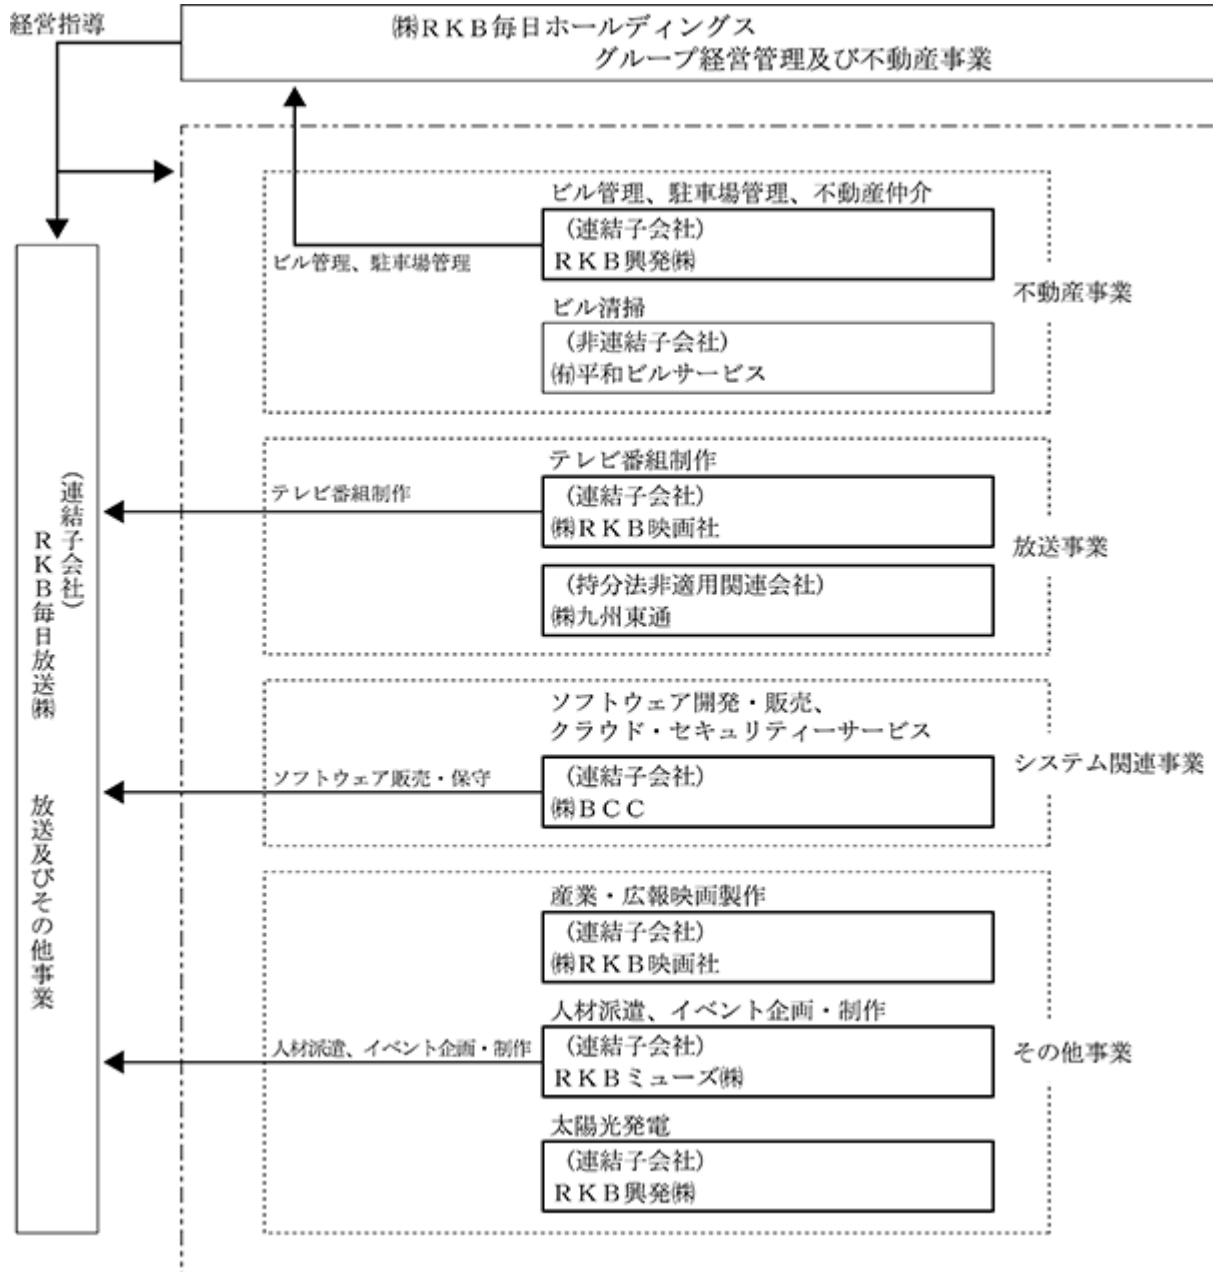 経営指導
㈱ＲＫＢ毎日ホールディングス
グループ経営管理及び不動産事業
ビル管理、駐車場管理、不動産仲介
（連結子会社）
ＲＫＢ興発㈱
ビル管理、駐車場管理
不動産事業
ビル清掃
（非連結子会社）
㈲平和ビルサービス
テレビ番組制作
（連結子会社）
㈱ＲＫＢ映画社
テレビ番組制作
放送事業
（持分法非適用関連会社）
㈱九州東通
ソフトウェア開発・販売、
クラウド・セキュリティーサービス
（連結子会社）
㈱ＢＣＣ
ソフトウェア販売・保守
システム関連事業
産業・広報映画製作
（連結子会社）
㈱ＲＫＢ映画社
人材派遣、イベント企画・制作
（連結子会社）
ＲＫＢミューズ㈱
人材派遣、イベント企画・制作
その他事業
太陽光発電
（連結子会社）
ＲＫＢ興発㈱
（連結子会社）
ＲＫＢ毎日放送㈱
放送及びその他事業